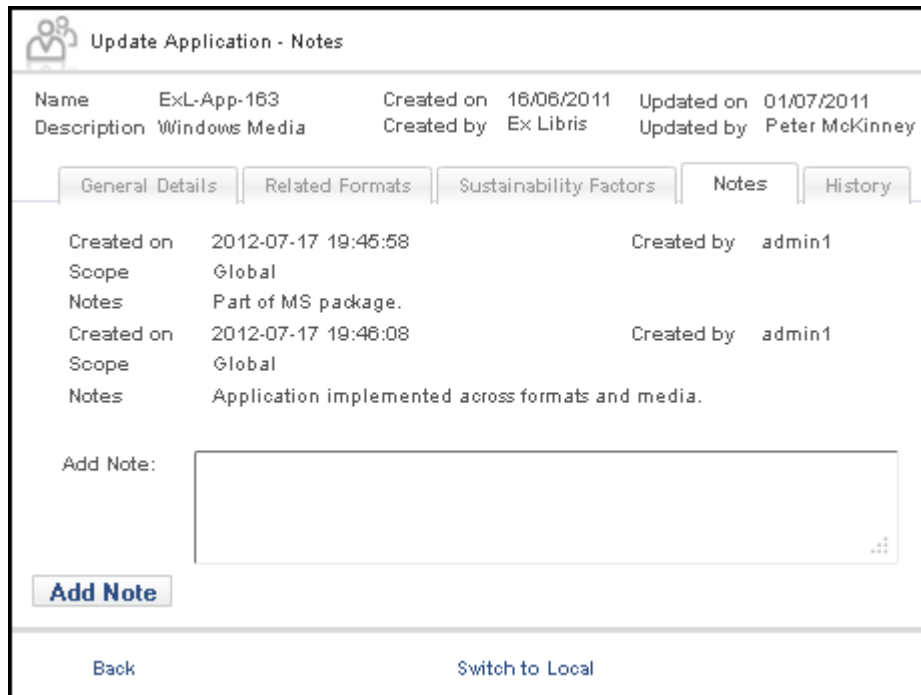 Update Application - Notes
Name ExL-App-163 Created on 16/06/2011 Updated on 01/07/2011
Description Windows Media Created by Ex Libris Updated by Peter McKinney
General Details Related Formats Sustainability Factors Notes History
Created on 2012-07-17 19:45:58 Created by admin1
Scope Global
Notes Part of MS package.
Created on 2012-07-17 19:46:08 Created by admin1
Scope Global
Notes Application implemented across formats and media.
Add Note:
Add Note
Back Switch to Local